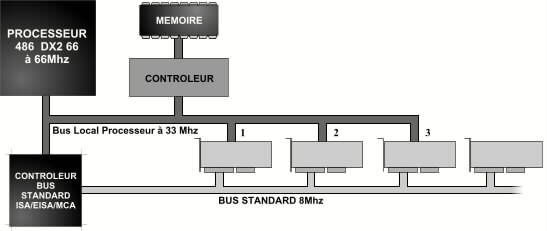 MEMOIRE
PROCESSEUR
486 DX2 66
à 66Mhz
CONTROLEUR
Bus Local Processeur à 33 Mhz
1
2
3
CONTROLEUR
BUS
STANDARD
ISA/EISA/MCA
BUS STANDARD 8Mhz